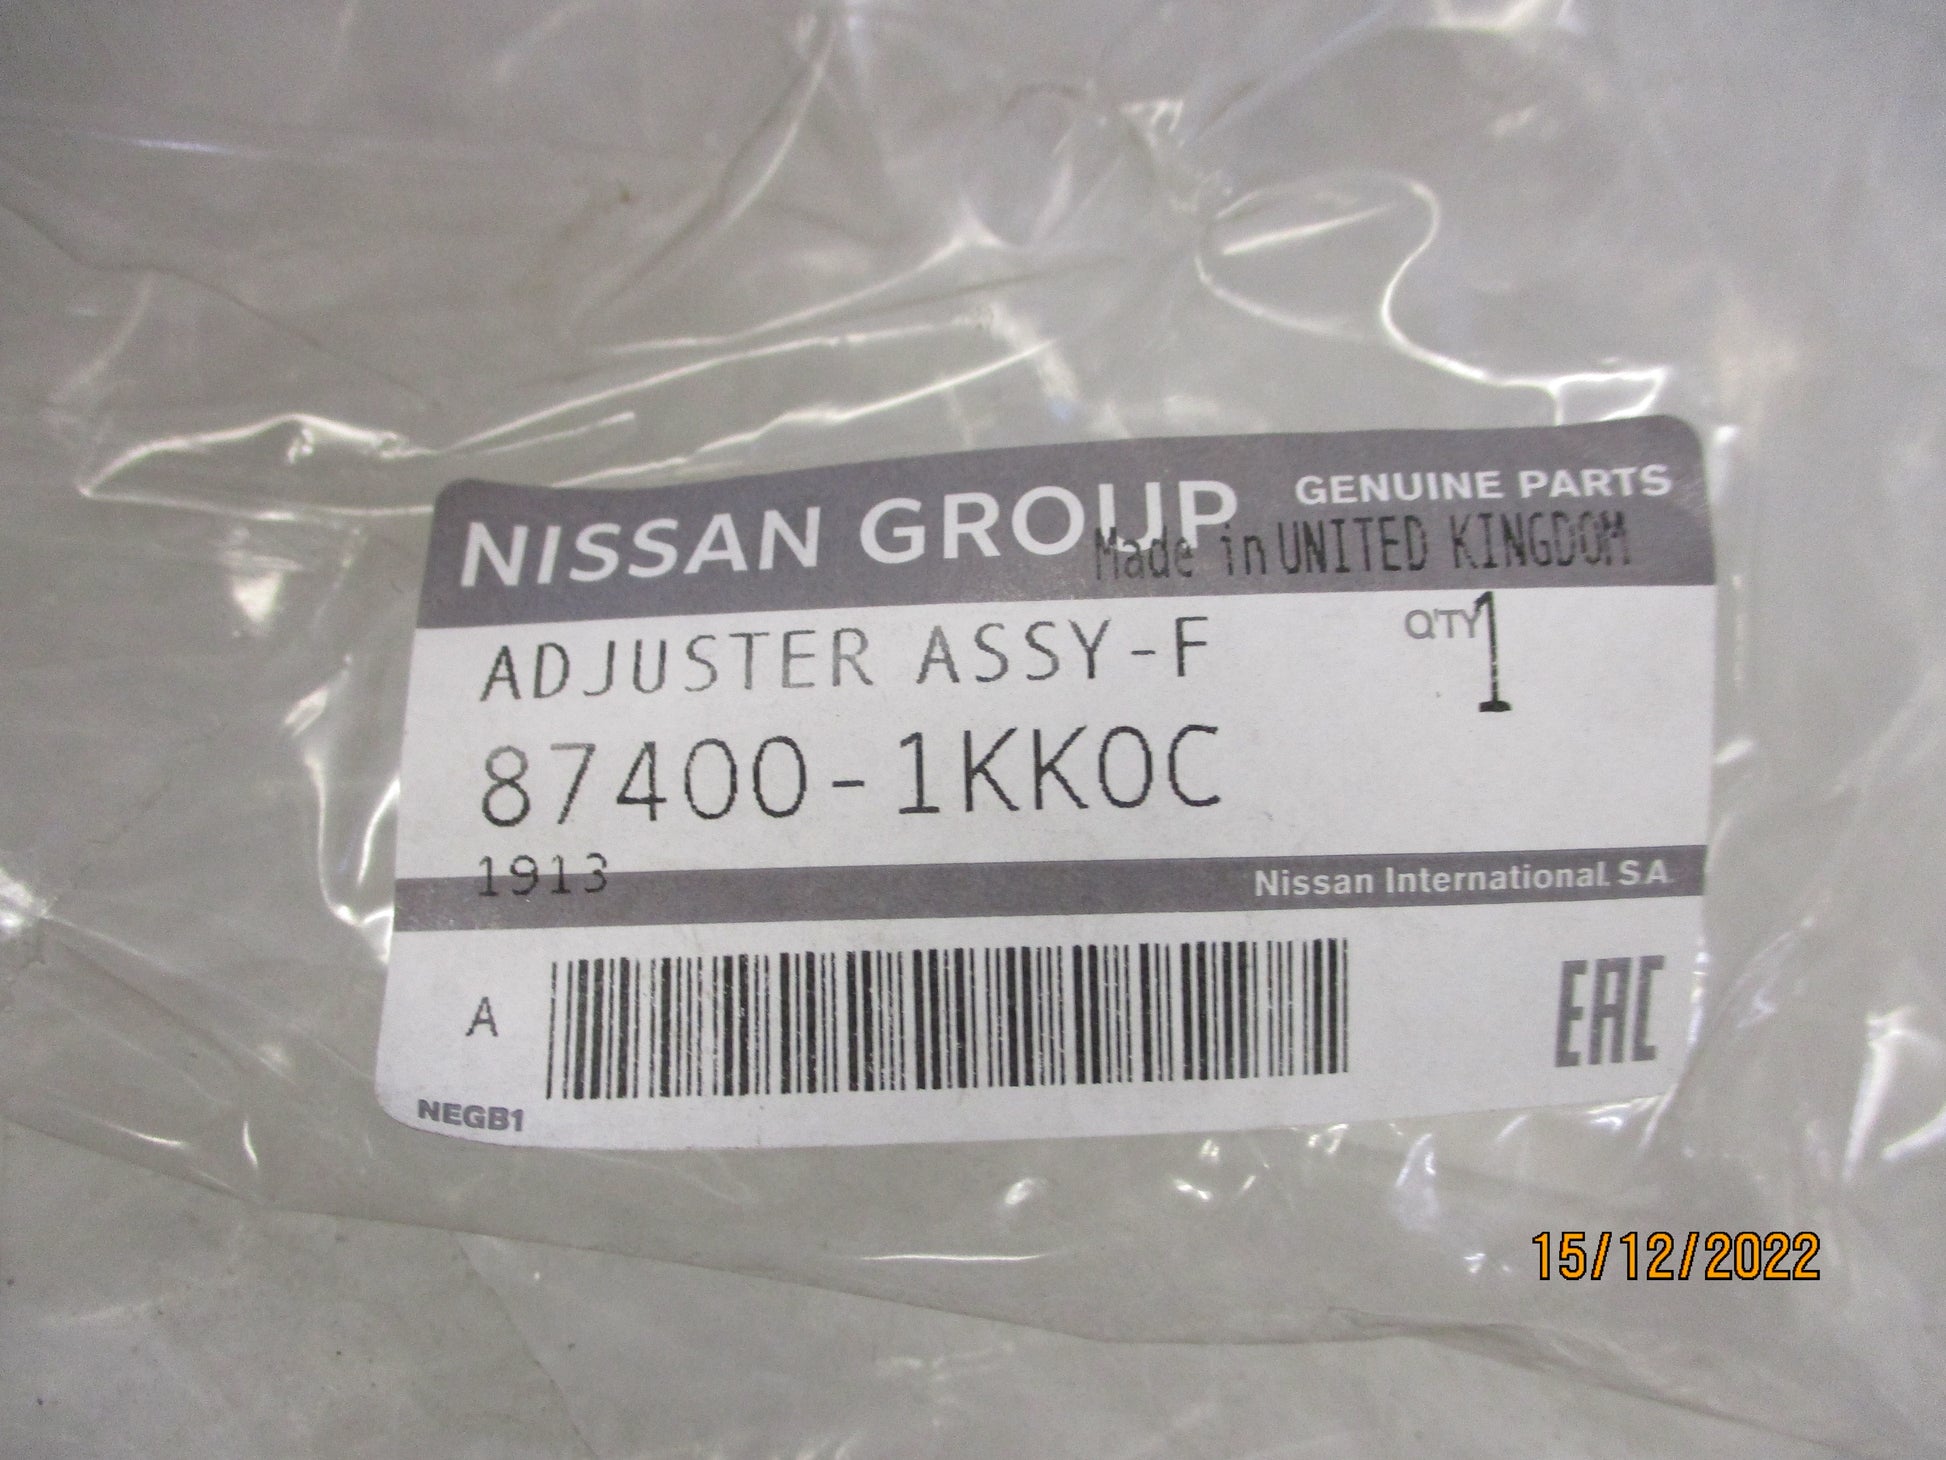 NISSAN GROUP GENUINE PARTS
Made in UNITED KINGDOM
ADJUSTER ASSY-F QTY 1
87400-1KK0C
1913 Nissan International SA
A EAC
NEGB1
15/12/2022